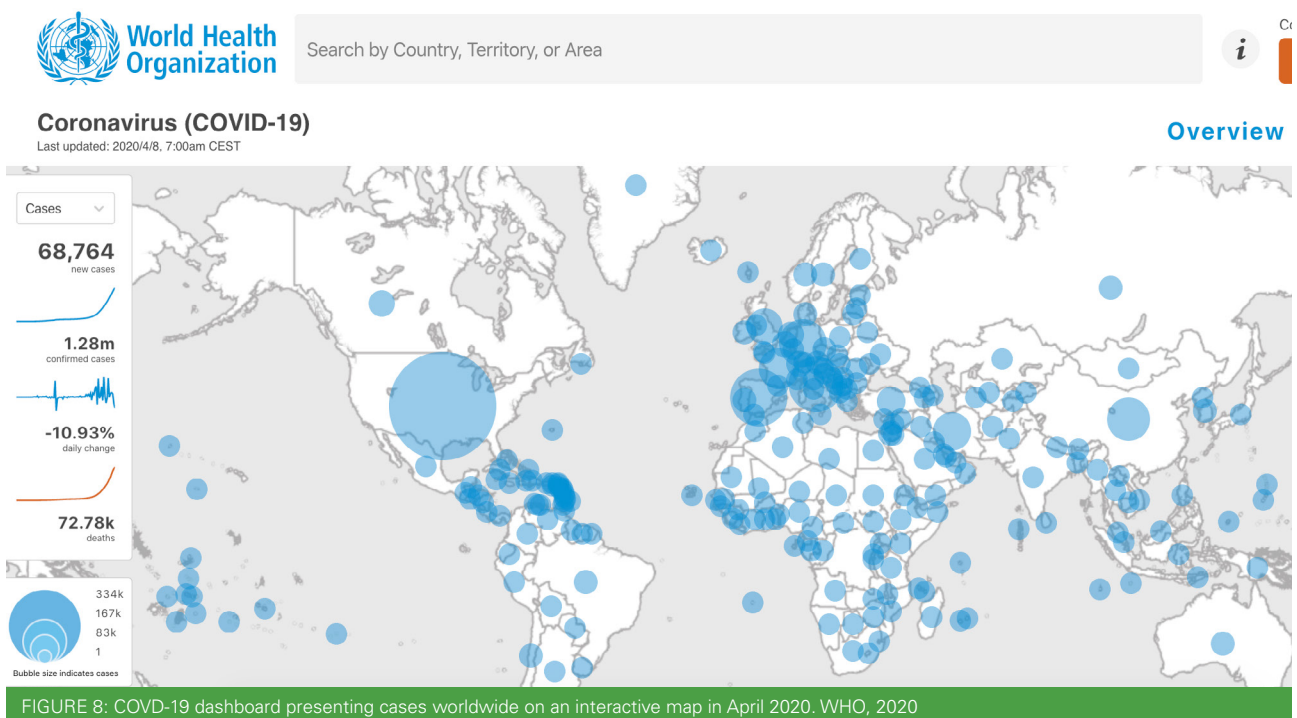 World Health
Organization
Search by Country, Territory, or Area
i
Co
Coronavirus (COVID-19)
Last updated: 2020/4/8, 7:00am CEST
Overview
Cases
68,764
new cases
1.28m
confirmed cases
-10.93%
daily change
72.78k
deaths
334k
167k
83k
1
Bubble size indicates cases
FIGURE 8: COVD-19 dashboard presenting cases worldwide on an interactive map in April 2020. WHO, 2020